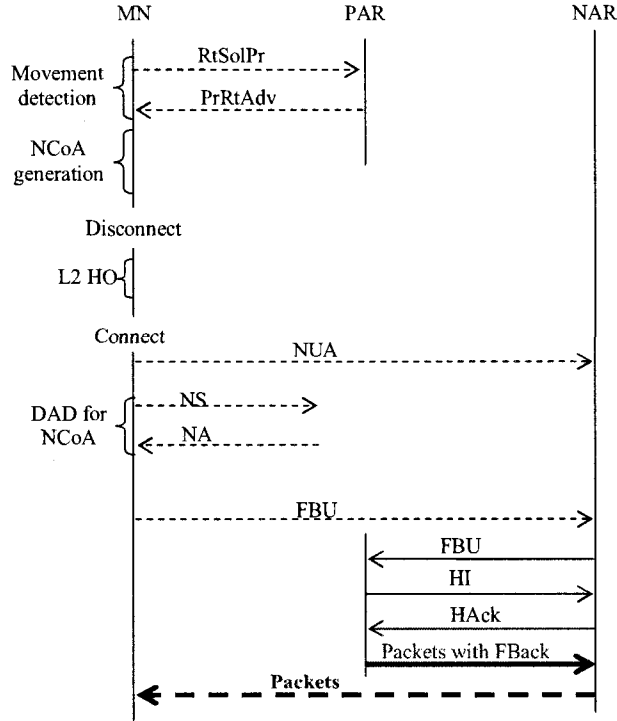 MN PAR NAR
RtSolPr
Movement
detection
PrRtAdv
NCoA
generation
Disconnect
L2 HO
Connect
NUA
NS
DAD for
NCoA
NA
FBU
FBU
HI
HAck
Packets with FBack
Packets